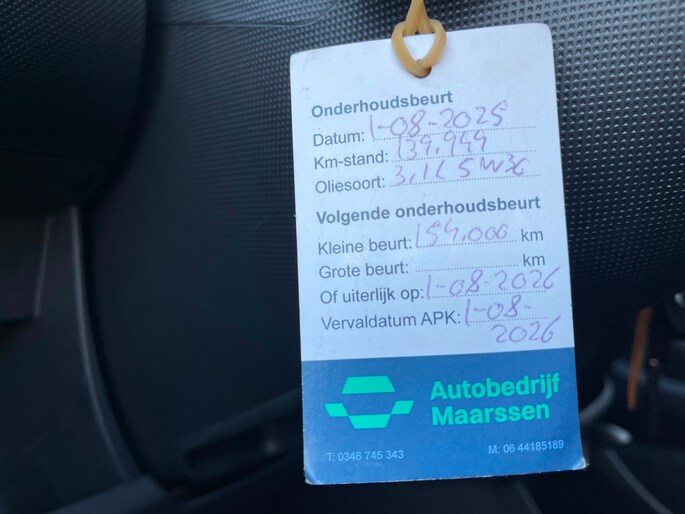 Onderhoudsbeurt
Datum: 1-08-2025
Km-stand: 139.944
Oliesoort: 3,1L 5W30
Volgende onderhoudsbeurt
Kleine beurt: 154.000 km
Grote beurt: km
Of uiterlijk op: 1-08-2026
Vervaldatum APK: 1-08-
2026
Autobedrijf
Maarssen
T: 0346 745 343 M: 06 44185189